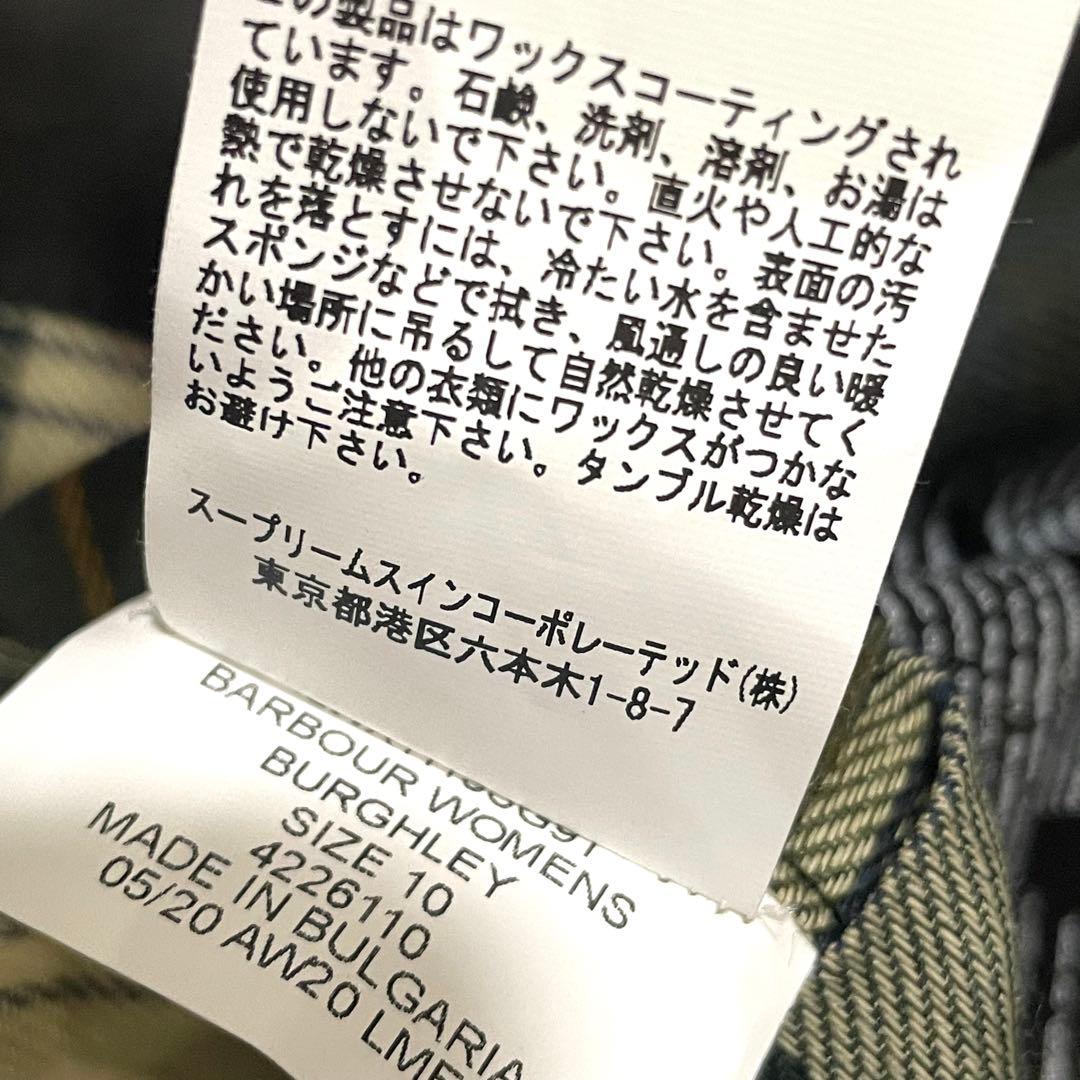 の製品はワックスコーティングされ
ています。石鹸、洗剤、溶剤、お湯は
使用しないで下さい。直火や人工的な
熱で乾燥させないで下さい。表面の汚
れを落とすには、冷たい水を含ませた
スポンジなどで拭き、風通しの良い暖
かい場所に吊るして自然乾燥させてく
ださい。他の衣類にワックスがつかな
いようご注意下さい。タンブル乾燥は
お避け下さい。
スープリームスインコーポレーテッド(株)
東京都港区六本木1-8-7
BARBOUR WOMENS
BURGHLEY
SIZE 10
4226110
MADE IN BULGARIA
05/20 AW20